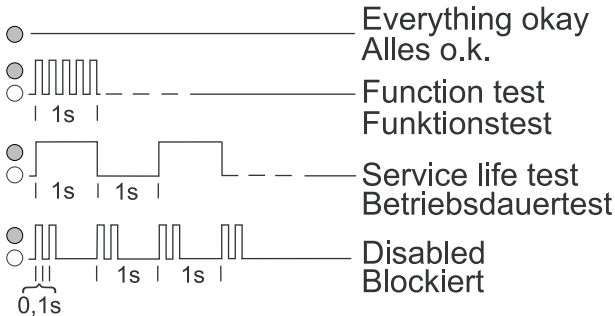 Everything okay
Alles o.k.
1s
Function test
Funktionstest
1s
1s
Service life test
Betriebsdauertest
1s
1s
0,1s
Disabled
Blockiert